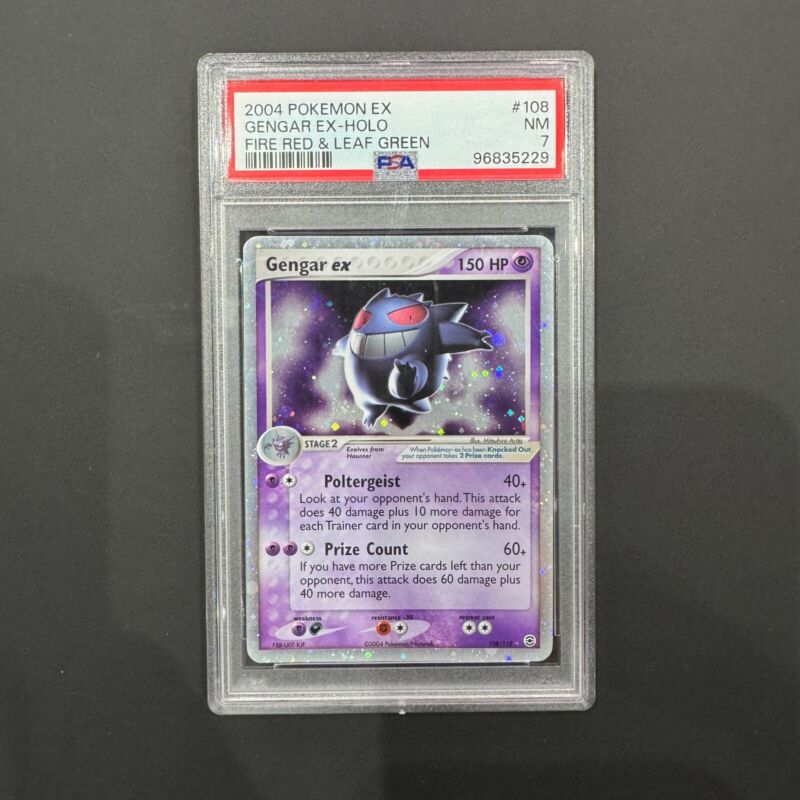 2004 POKEMON EX #108
GENGAR EX-HOLO NM
FIRE RED & LEAF GREEN 7
PSA 96835229
Gengar ex 150 HP
Illus. Mitsuhiro Arita
STAGE2
Evolves from
Haunter
When Pokémon-ex has been Knocked Out,
your opponent takes 2 Prize cards.
Poltergeist 40+
Look at your opponent's hand. This attack
does 40 damage plus 10 more damage for
each Trainer card in your opponent's hand.
Prize Count 60+
If you have more Prize cards left than your
opponent, this attack does 60 damage plus
40 more damage.
weakness resistance -30 retreat cost
©2004 Pokémon/Nintendo
108/112